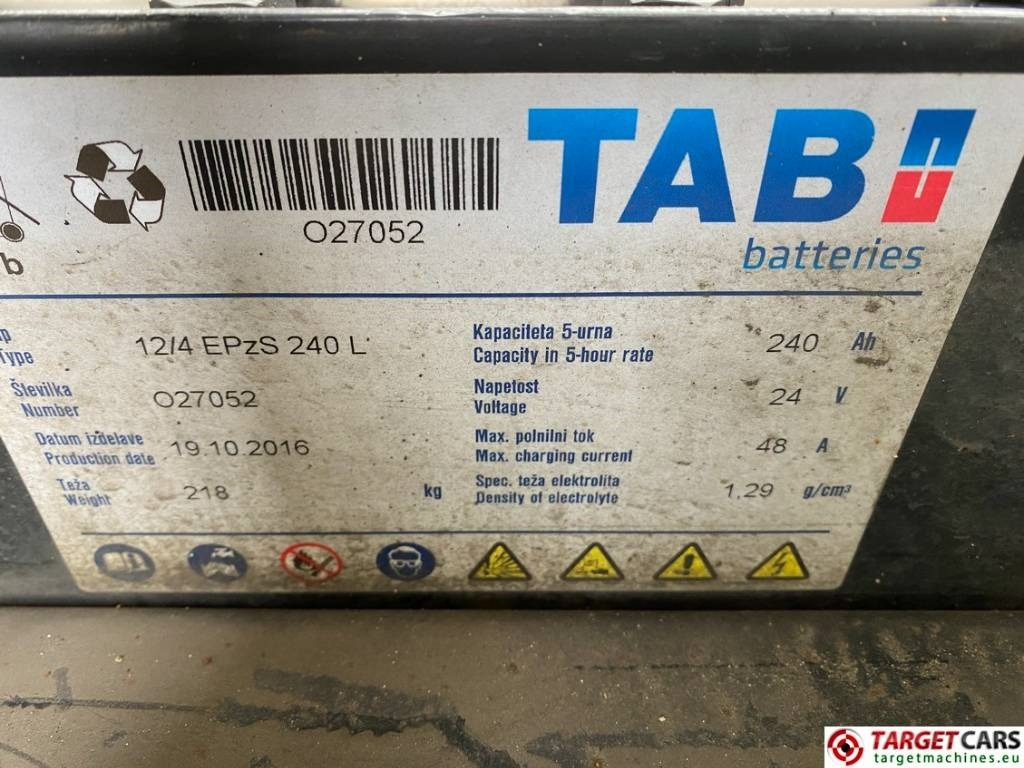 TAB
batteries
O27052
b
Type 12/4 EPzS 240 L
Kapaciteta 5-urna
Capacity in 5-hour rate 240 Ah
Številka
Number O27052
Napetost
Voltage 24 V
Datum izdelave
Production date 19.10.2016
Max. polnilni tok
Max. charging current 48 A
Teža
Weight 218 kg
Spec. teža elektrolita
Density of electrolyte 1,29 g/cm³
TARGETCARS
targetmachines.eu